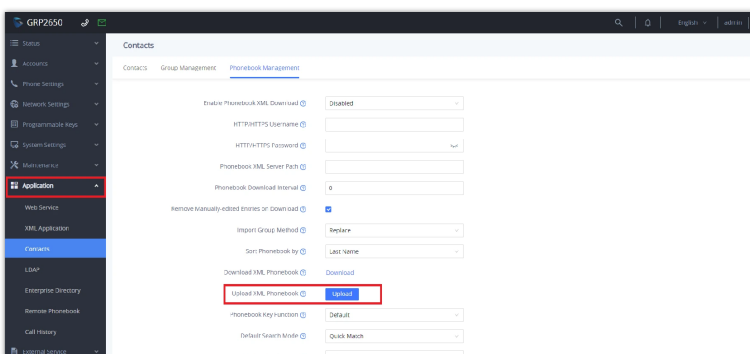 GRP2650
English
admin
Status
Accounts
Phone Settings
Network Settings
Programmable Keys
System Settings
Maintenance
Application
Web Service
XML Application
Contacts
LDAP
Enterprise Directory
Remote Phonebook
Call History
External Service
Contacts
Contacts Group Management Phonebook Management
Enable Phonebook XML Download Disabled
HTTP/HTTPS Username
HTTP/HTTPS Password
Phonebook XML Server Path
Phonebook Download Interval 0
Remove Manually-edited Entries on Download
Import Group Method Replace
Sort Phonebook by Last Name
Download XML Phonebook Download
Upload XML Phonebook Upload
Phonebook Key Function Default
Default Search Mode Quick Match